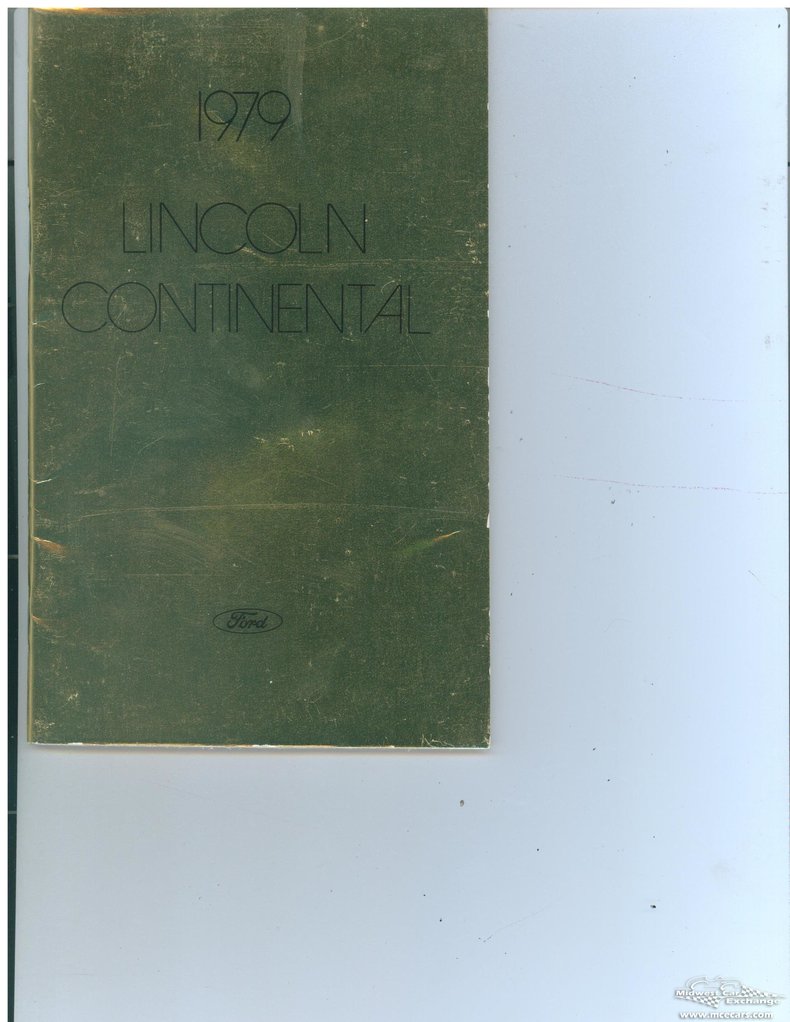 1979
LINCOLN
CONTINENTAL
Ford
Midwest Car
Exchange
www.mcecars.com